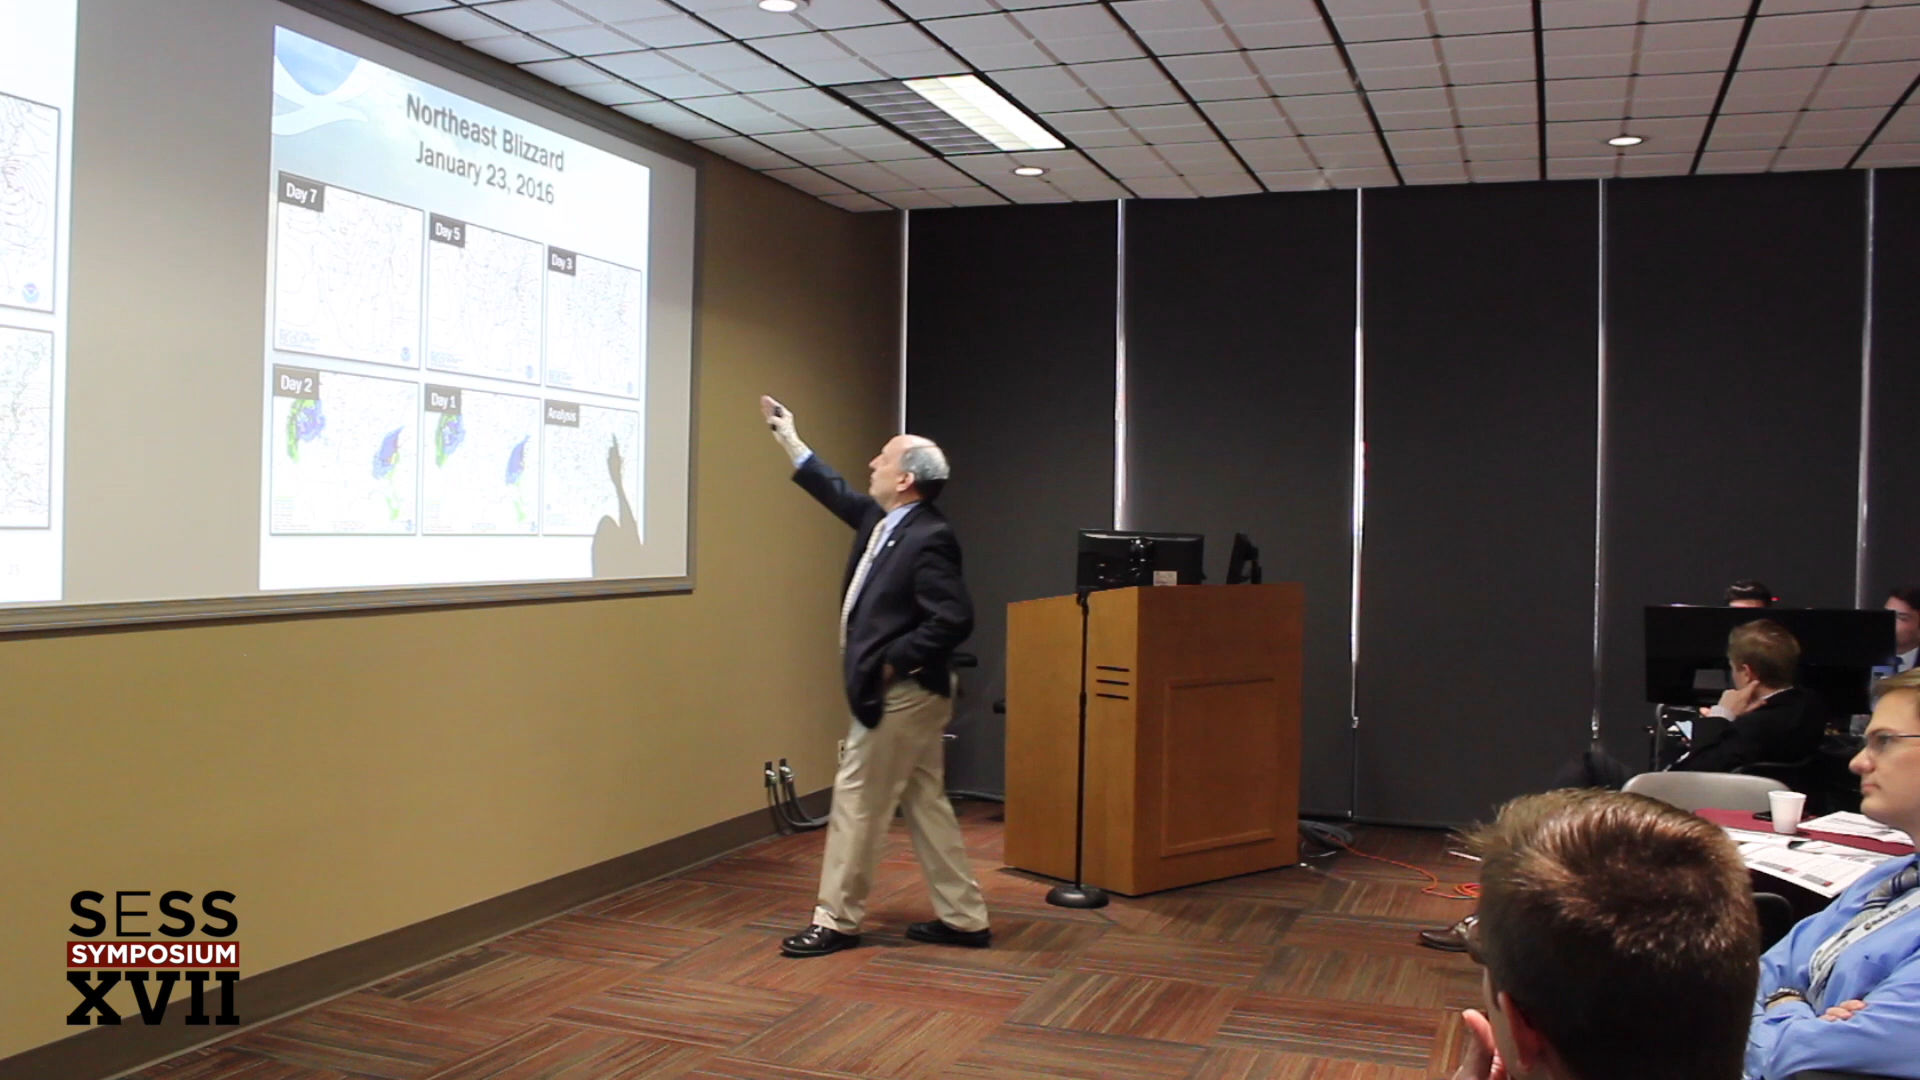 Northeast Blizzard
January 23, 2016
Day 7
Day 5
Day 3
Day 2
Day 1
Analysis
SESS
SYMPOSIUM
XVII